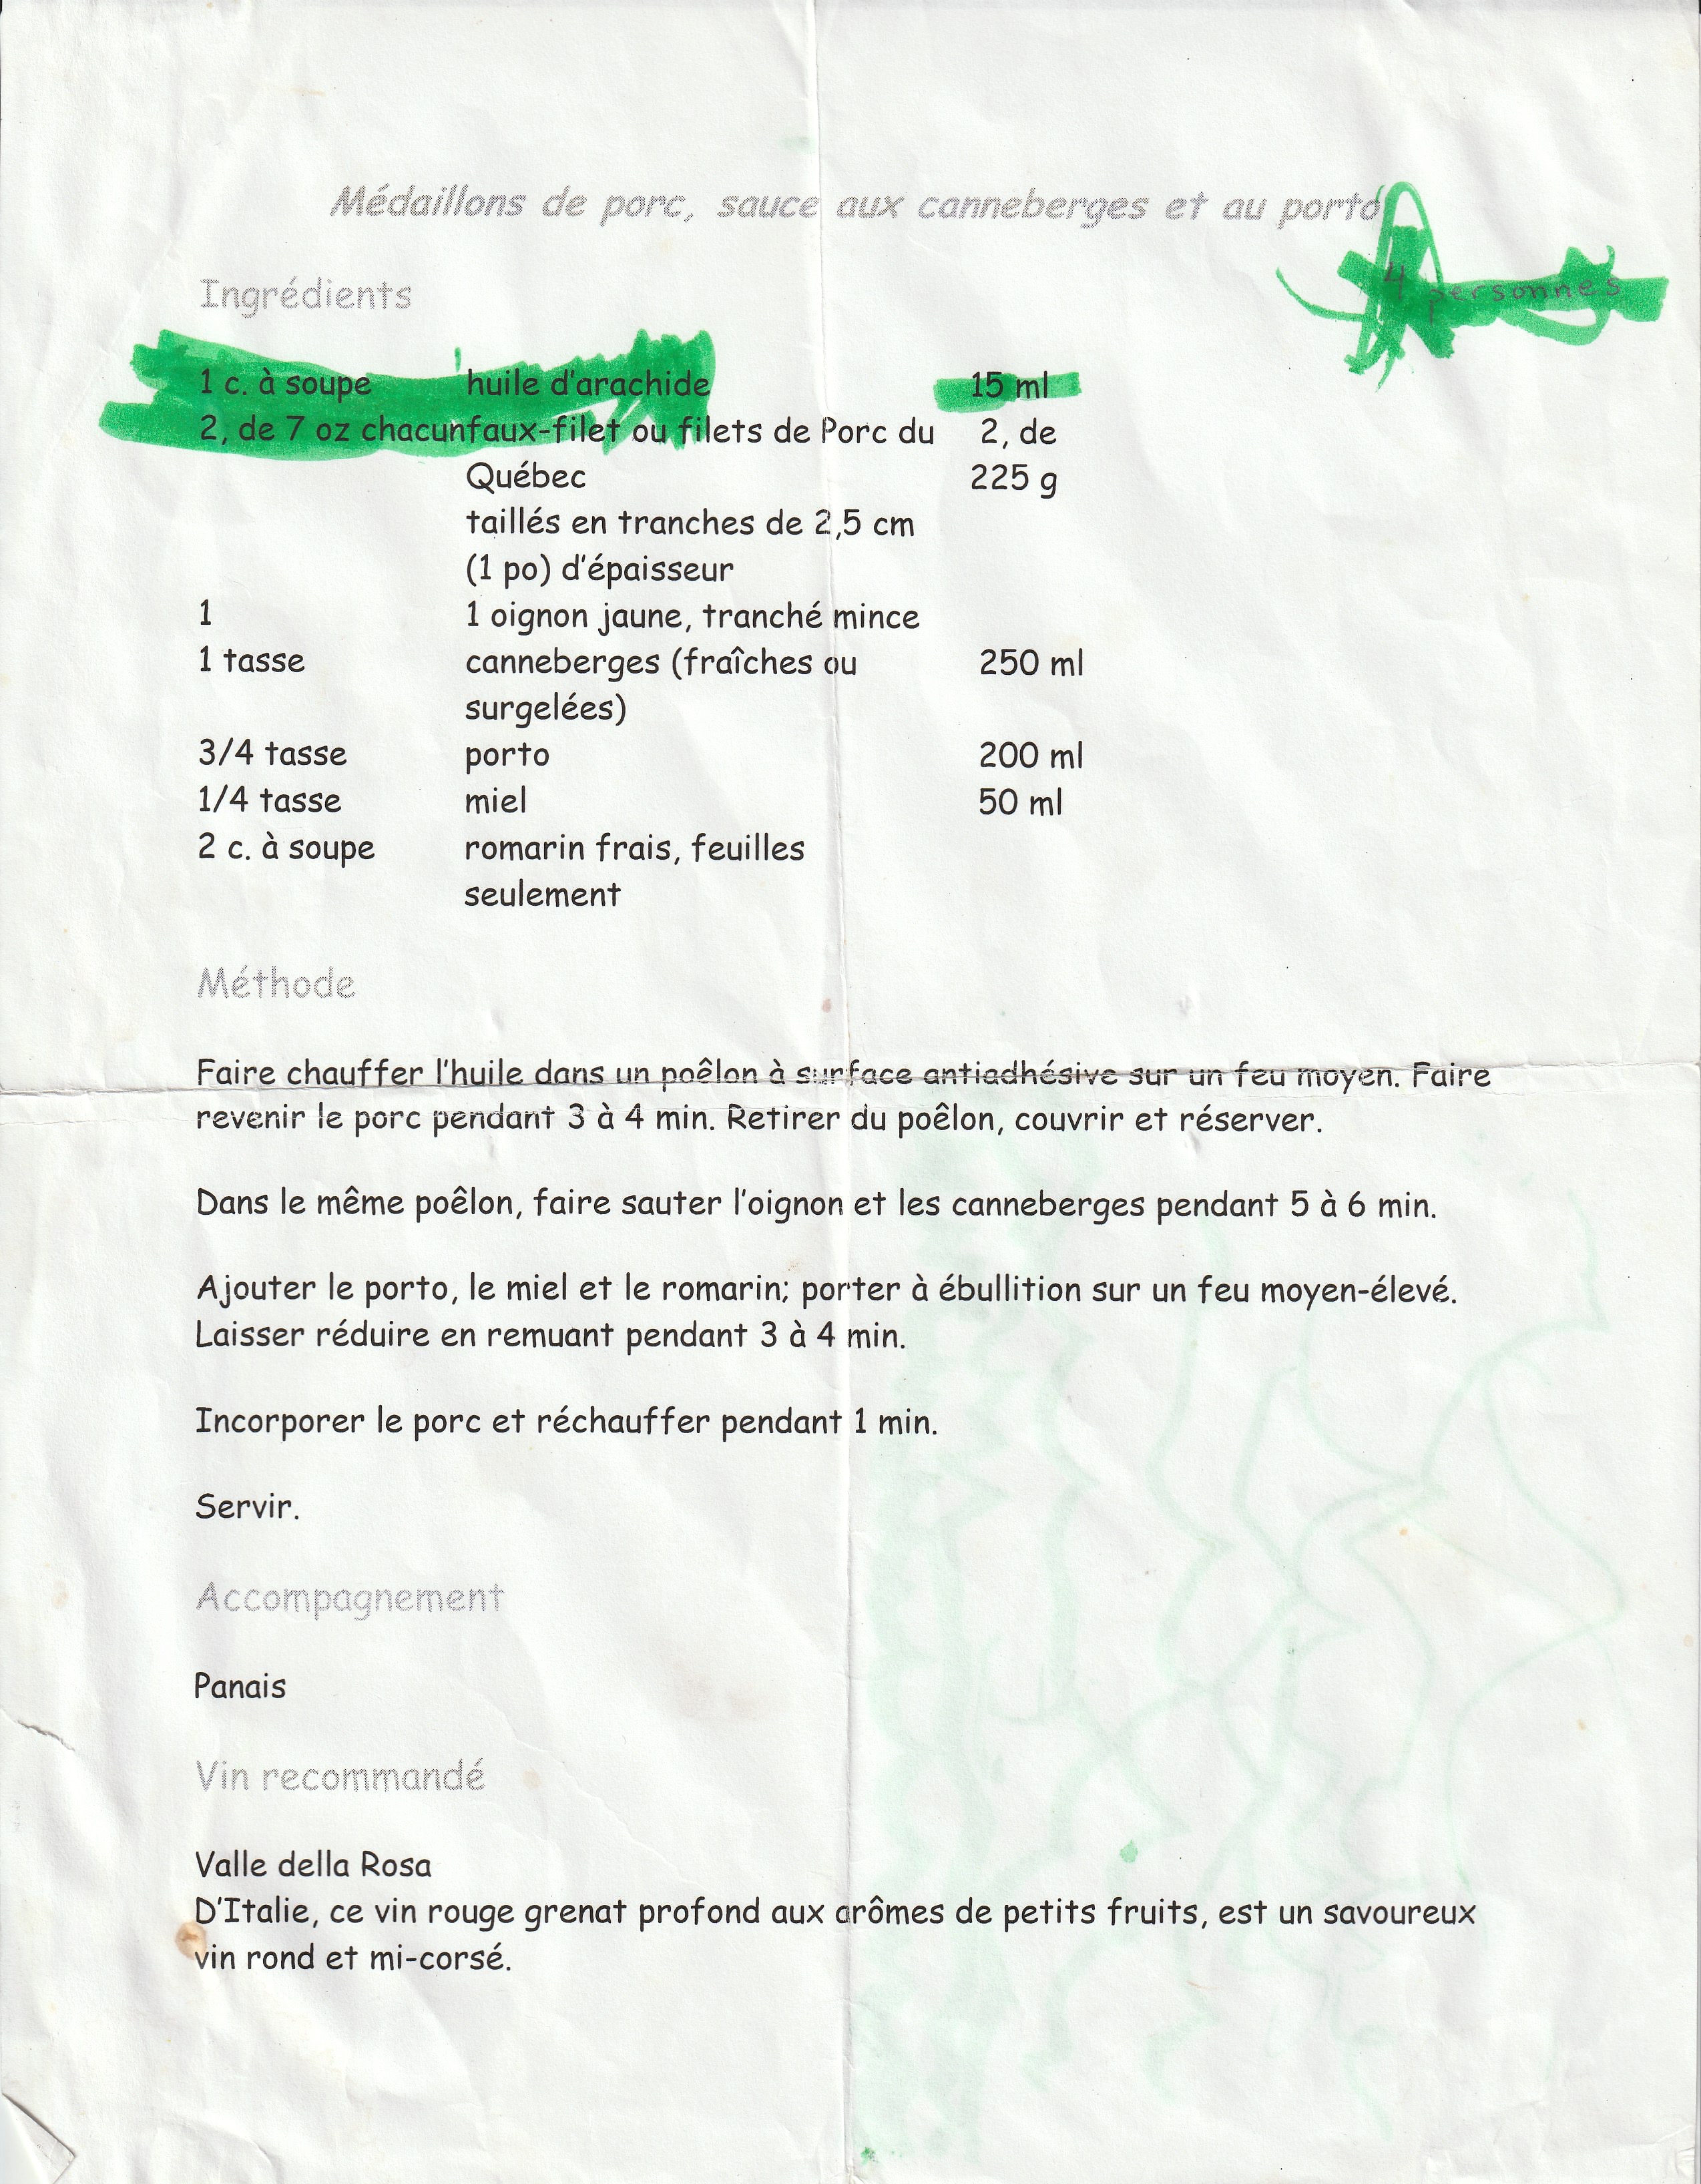 Médaillons de porc, sauce aux canneberges et au porto
4 personnes
Ingrédients
1 c. à soupe huile d'arachide 15 ml
2, de 7 oz chacun faux-filet ou filets de Porc du 2, de
Québec 225 g
taillés en tranches de 2,5 cm
(1 po) d'épaisseur
1 1 oignon jaune, tranché mince
1 tasse canneberges (fraîches ou 250 ml
surgelées)
3/4 tasse porto 200 ml
1/4 tasse miel 50 ml
2 c. à soupe romarin frais, feuilles
seulement
Méthode
Faire chauffer l'huile dans un poêlon à surface antiadhésive sur un feu moyen. Faire
revenir le porc pendant 3 à 4 min. Retirer du poêlon, couvrir et réserver.
Dans le même poêlon, faire sauter l'oignon et les canneberges pendant 5 à 6 min.
Ajouter le porto, le miel et le romarin; porter à ébullition sur un feu moyen-élevé.
Laisser réduire en remuant pendant 3 à 4 min.
Incorporer le porc et réchauffer pendant 1 min.
Servir.
Accompagnement
Panais
Vin recommandé
Valle della Rosa
D'Italie, ce vin rouge grenat profond aux arômes de petits fruits, est un savoureux
vin rond et mi-corsé.